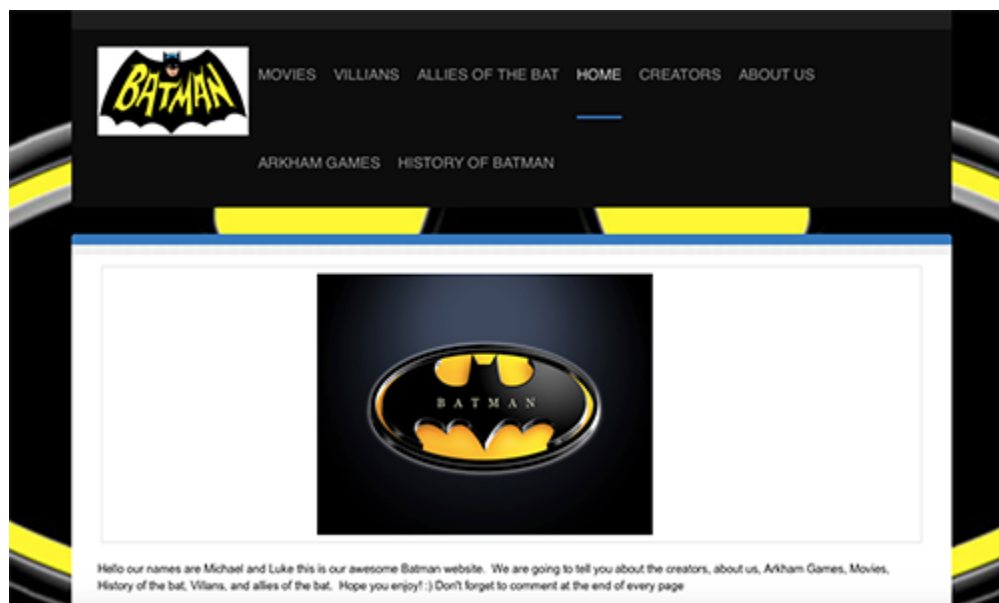 BATMAN
MOVIES VILLIANS ALLIES OF THE BAT HOME CREATORS ABOUT US
ARKHAM GAMES HISTORY OF BATMAN
BATMAN
Hello our names are Michael and Luke this is our awesome Batman website. We are going to tell you about the creators, about us, Arkham Games, Movies,
History of the bat, Villans, and allies of the bat. Hope you enjoy! :) Don't forget to comment at the end of every page